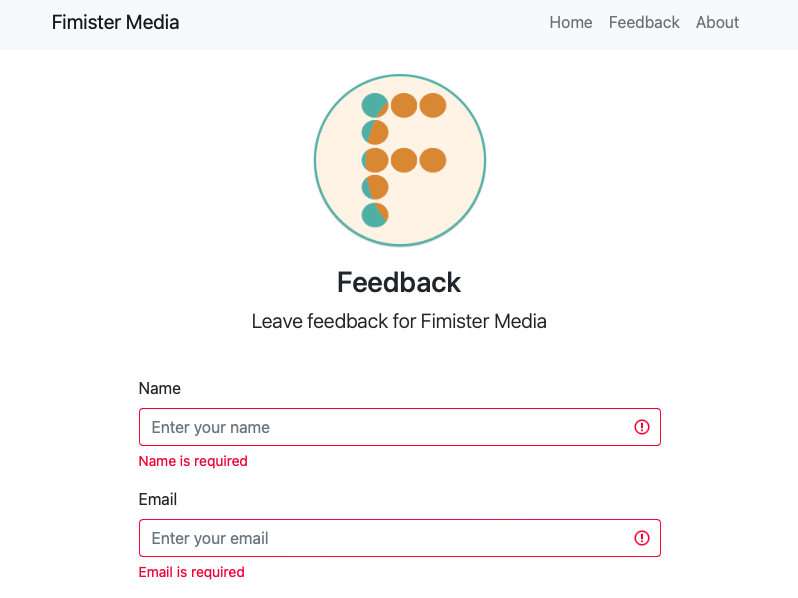 Fimister Media
Home Feedback About
Feedback
Leave feedback for Fimister Media
Name
Enter your name
Name is required
Email
Enter your email
Email is required